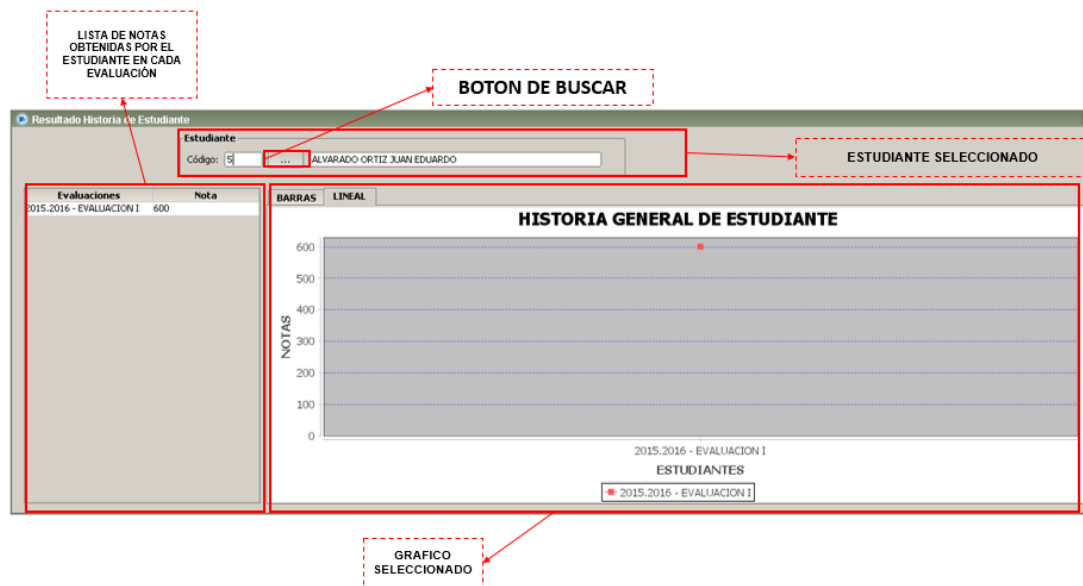 LISTA DE NOTAS
OBTENIDAS POR EL
ESTUDIANTE EN CADA
EVALUACIÓN
BOTON DE BUSCAR
Resultado Historia de Estudiante
Estudiante
Código: 5 ... ALVARADO ORTIZ JUAN EDUARDO
ESTUDIANTE SELECCIONADO
Evaluaciones Nota
2015.2016 - EVALUACION I 600
BARRAS LINEAL
HISTORIA GENERAL DE ESTUDIANTE
600
500
400
300
200
100
0
NOTAS
2015.2016 - EVALUACION I
ESTUDIANTES
2015.2016 - EVALUACION I
GRAFICO
SELECCIONADO